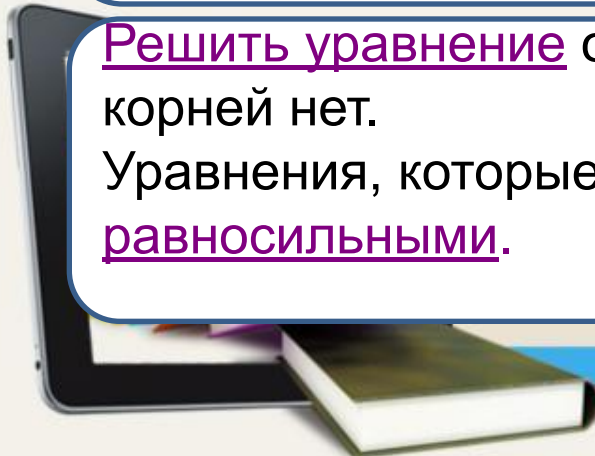 Решить уравнение
корней нет.
Уравнения, которые
равносильными.